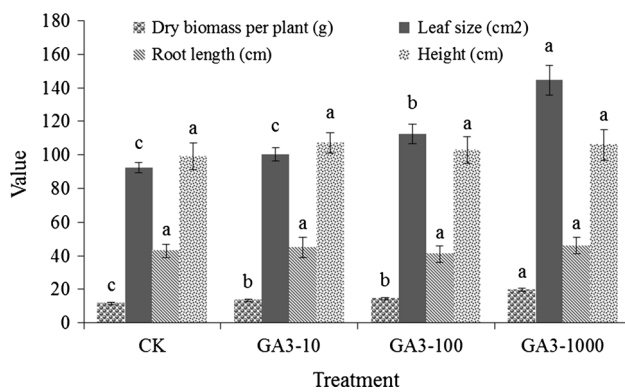 180
160
140
120
100
80
60
40
20
0
Value
Dry biomass per plant (g)
Leaf size (cm2)
Root length (cm)
Height (cm)
c
c
a
a
b
c
a
a
b
b
a
a
a
a
a
a
CK
GA3-10
GA3-100
GA3-1000
Treatment